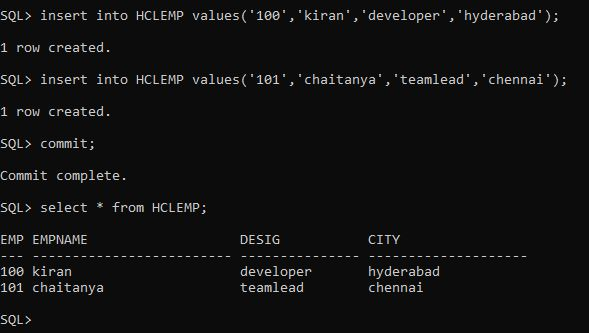 SQL> insert into HCLEMP values('100','kiran','developer','hyderabad');
1 row created.
SQL> insert into HCLEMP values('101','chaitanya','teamlead','chennai');
1 row created.
SQL> commit;
Commit complete.
SQL> select * from HCLEMP;
EMP EMPNAME                   DESIG           CITY
--- ------------------------- --------------- --------------------
100 kiran                     developer       hyderabad
101 chaitanya                 teamlead        chennai
SQL>